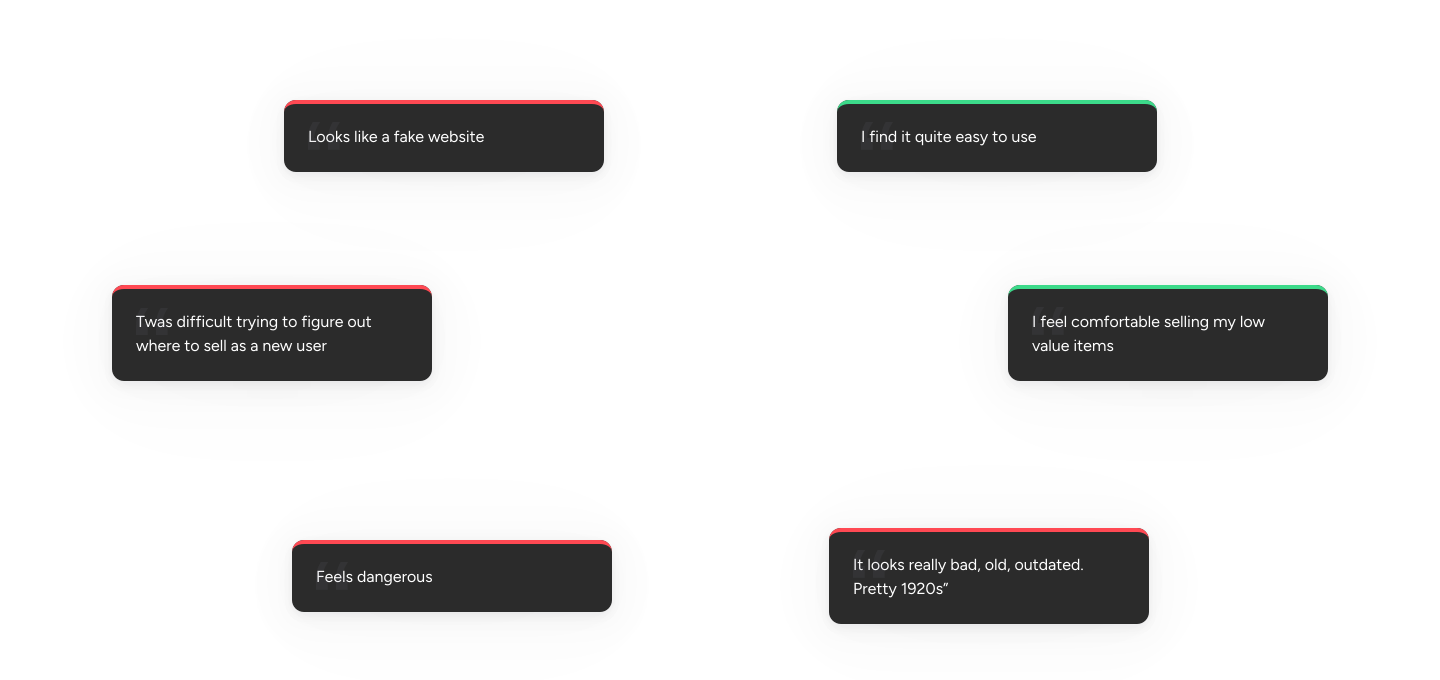 Looks like a fake website
I find it quite easy to use
Twas difficult trying to figure out
where to sell as a new user
I feel comfortable selling my low
value items
Feels dangerous
It looks really bad, old, outdated.
Pretty 1920s”